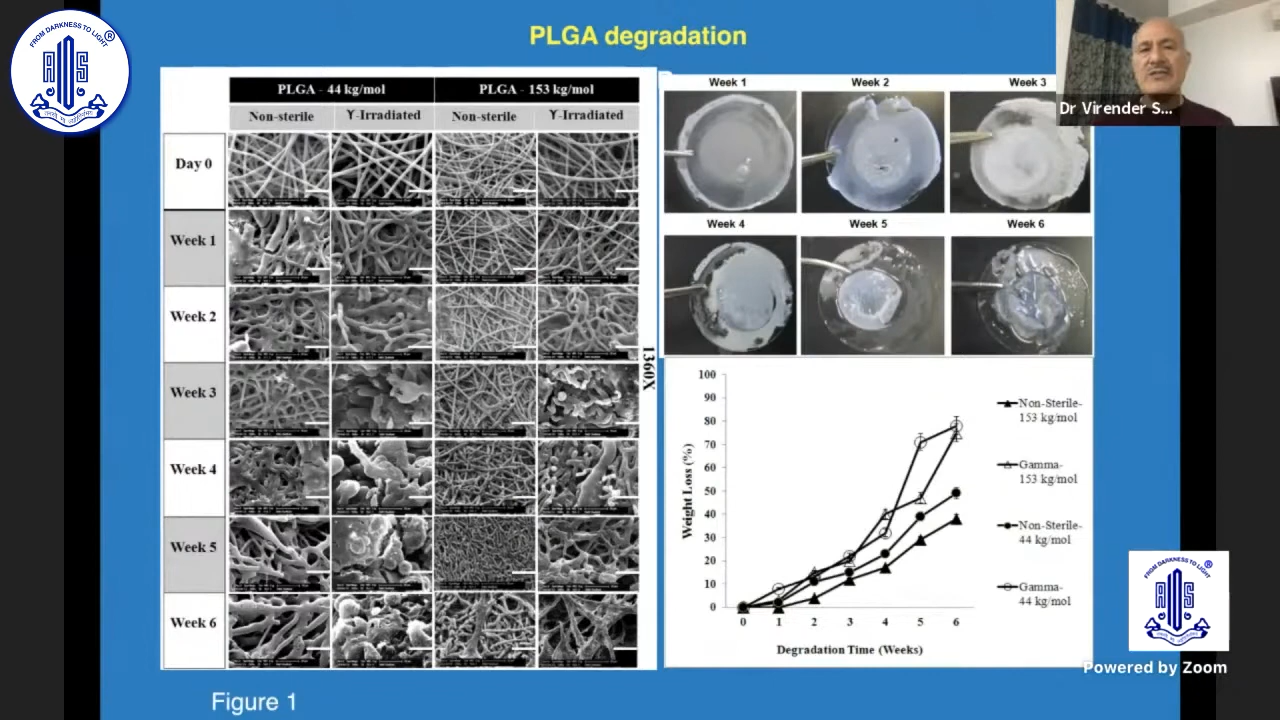 FROM DARKNESS TO LIGHT
®
PLGA degradation
Dr Virender S...
PLGA - 44 kg/mol
PLGA - 153 kg/mol
Non-sterile
ϒ-Irradiated
Non-sterile
ϒ-Irradiated
Day 0
Week 1
Week 2
Week 3
Week 4
Week 5
Week 6
1360X
Week 1
Week 2
Week 3
Week 4
Week 5
Week 6
Weight Loss (%)
100
90
80
70
60
50
40
30
20
10
0
0 1 2 3 4 5 6
Degradation Time (Weeks)
Non-Sterile-
153 kg/mol
Gamma-
153 kg/mol
Non-Sterile-
44 kg/mol
Gamma-
44 kg/mol
FROM DARKNESS TO LIGHT
®
Powered by Zoom
Figure 1